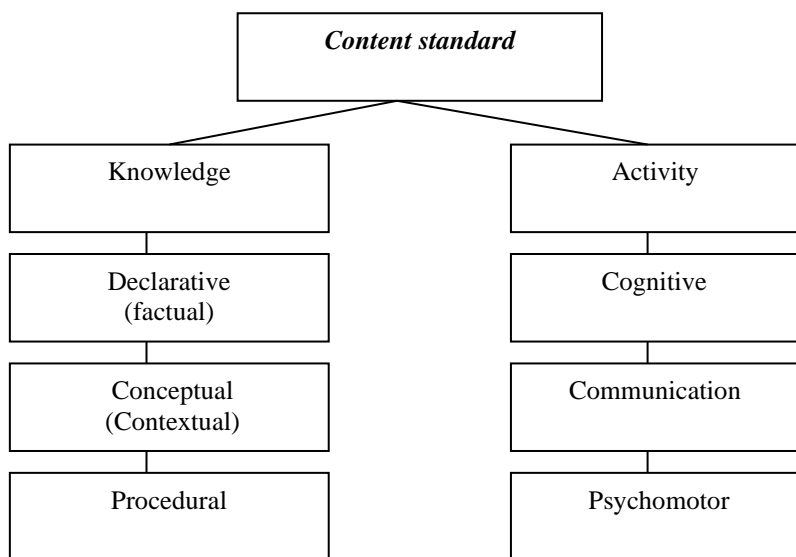 Content standard
Knowledge
Activity
Declarative
(factual)
Cognitive
Conceptual
(Contextual)
Communication
Procedural
Psychomotor